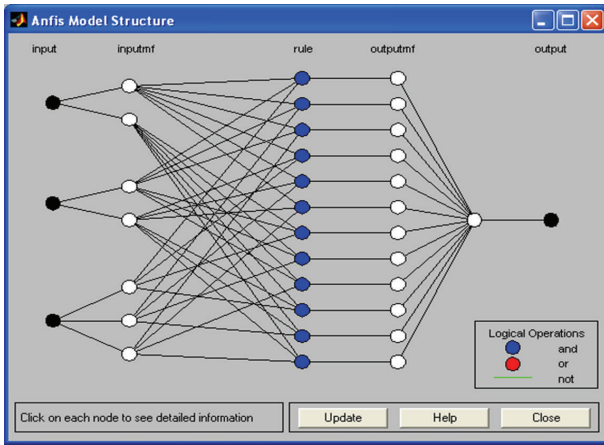 Anfis Model Structure
input inputmf rule outputmf output
Logical Operations
and
or
not
Click on each node to see detailed information
Update Help Close